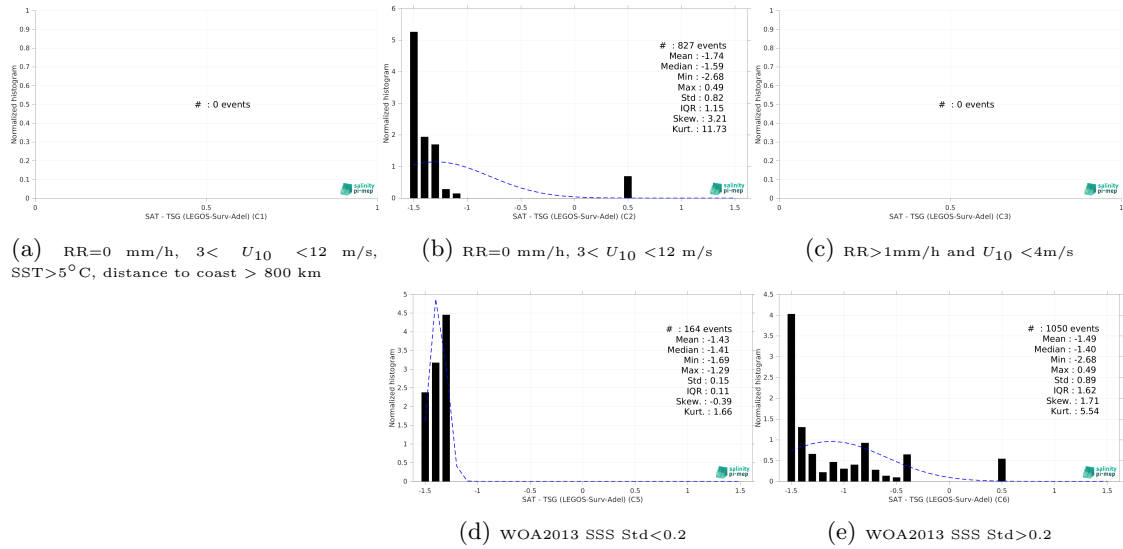 1
0.9
0.8
0.7
0.6
0.5
0.4
0.3
0.2
0.1
0
Normalized histogram
# : 0 events
salinity
pi-mep
0 0.5 1
SAT - TSG (LEGOS-Surv-Adel) (C1)
(a) RR=0 mm/h, 3< U10 <12 m/s,
SST>5°C, distance to coast > 800 km
6
5
4
3
2
1
0
Normalized histogram
# : 827 events
Mean : -1.74
Median : -1.59
Min : -2.68
Max : 0.49
Std : 0.82
IQR : 1.15
Skew. : 3.21
Kurt. : 11.73
salinity
pi-mep
-1.5 -1 -0.5 0 0.5 1 1.5
SAT - TSG (LEGOS-Surv-Adel) (C2)
(b) RR=0 mm/h, 3< U10 <12 m/s
1
0.9
0.8
0.7
0.6
0.5
0.4
0.3
0.2
0.1
0
Normalized histogram
# : 0 events
salinity
pi-mep
0 0.5 1
SAT - TSG (LEGOS-Surv-Adel) (C3)
(c) RR>1mm/h and U10 <4m/s
5
4.5
4
3.5
3
2.5
2
1.5
1
0.5
0
Normalized histogram
# : 164 events
Mean : -1.43
Median : -1.41
Min : -1.69
Max : -1.29
Std : 0.15
IQR : 0.11
Skew. : -0.39
Kurt. : 1.66
salinity
pi-mep
-1.5 -1 -0.5 0 0.5 1 1.5
SAT - TSG (LEGOS-Surv-Adel) (C5)
(d) WOA2013 SSS Std<0.2
4.5
4
3.5
3
2.5
2
1.5
1
0.5
0
Normalized histogram
# : 1050 events
Mean : -1.49
Median : -1.40
Min : -2.68
Max : 0.49
Std : 0.89
IQR : 1.62
Skew. : 1.71
Kurt. : 5.54
salinity
pi-mep
-1.5 -1 -0.5 0 0.5 1 1.5
SAT - TSG (LEGOS-Surv-Adel) (C6)
(e) WOA2013 SSS Std>0.2